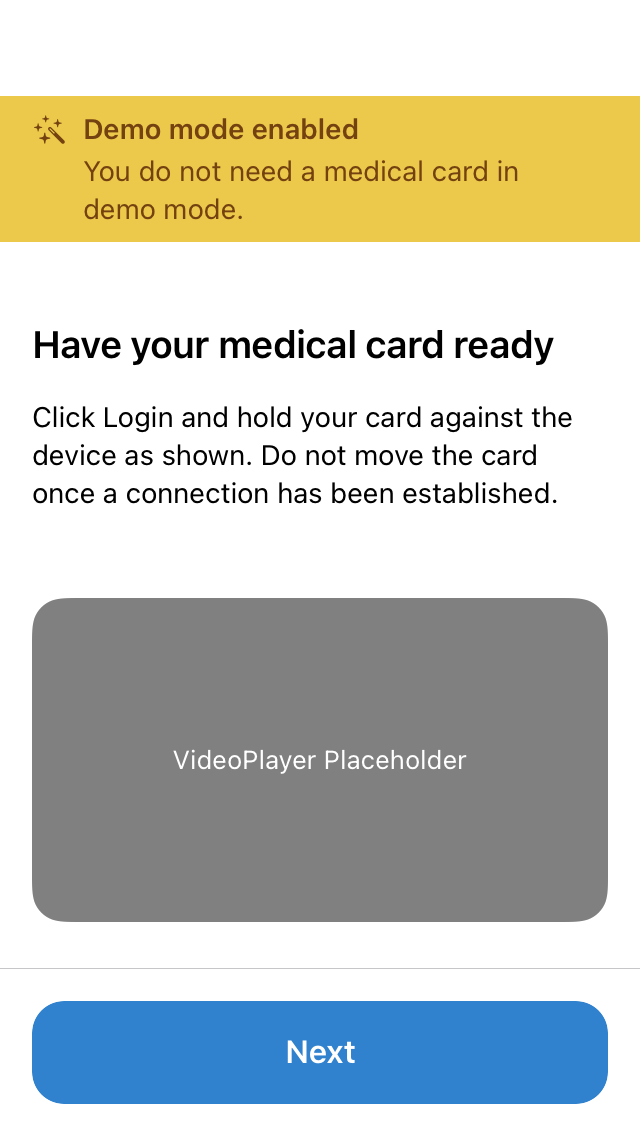 Demo mode enabled
You do not need a medical card in
demo mode.
Have your medical card ready
Click Login and hold your card against the
device as shown. Do not move the card
once a connection has been established.
VideoPlayer Placeholder
Next